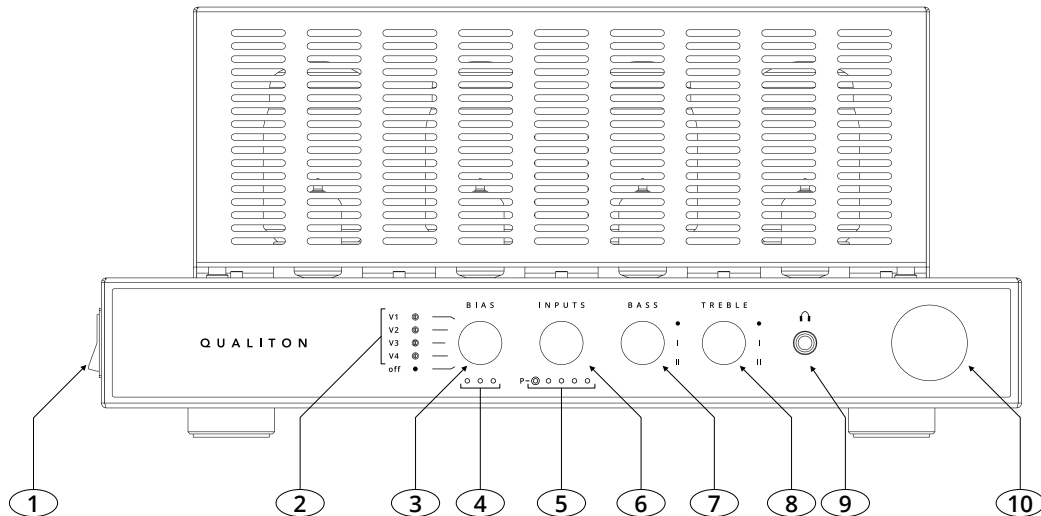 BIAS INPUTS BASS TREBLE
QUALITON
V1
V2
V3
V4
off
I I
II II
P-
1 2 3 4 5 6 7 8 9 10